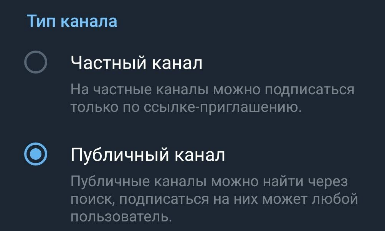 Тип канала
Частный канал
На частные каналы можно подписаться
только по ссылке-приглашению.
Публичный канал
Публичные каналы можно найти через
поиск, подписаться на них может любой
пользователь.